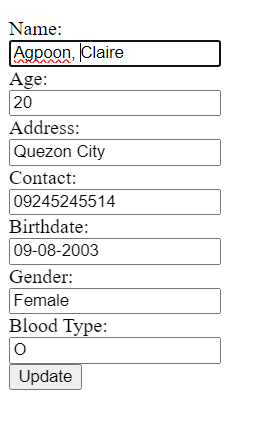 Name:
Agpoon, Claire
Age:
20
Address:
Quezon City
Contact:
09245245514
Birthdate:
09-08-2003
Gender:
Female
Blood Type:
O
Update